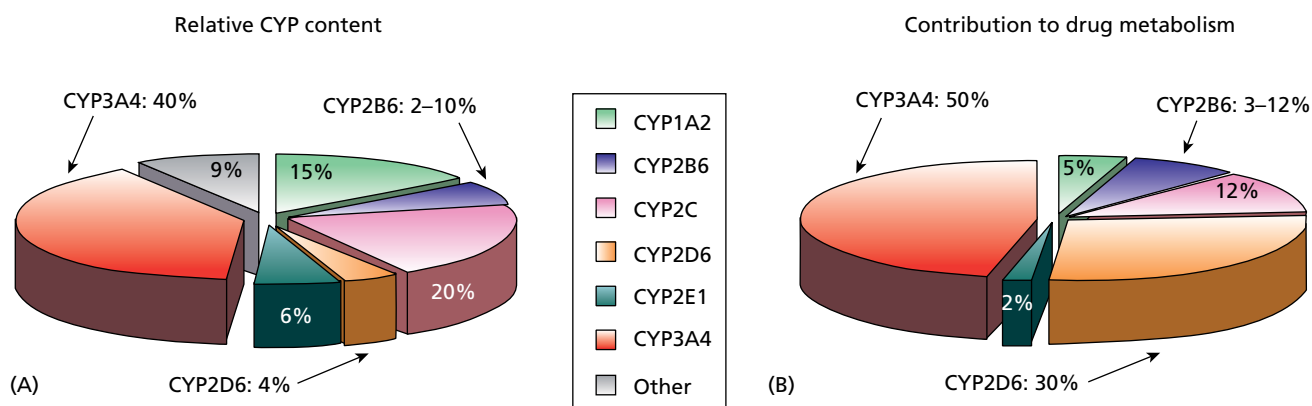 Relative CYP content
CYP3A4: 40%
CYP2B6: 2–10%
9%
15%
20%
6%
CYP2D6: 4%
(A)
CYP1A2
CYP2B6
CYP2C
CYP2D6
CYP2E1
CYP3A4
Other
Contribution to drug metabolism
CYP3A4: 50%
CYP2B6: 3–12%
5%
12%
2%
CYP2D6: 30%
(B)